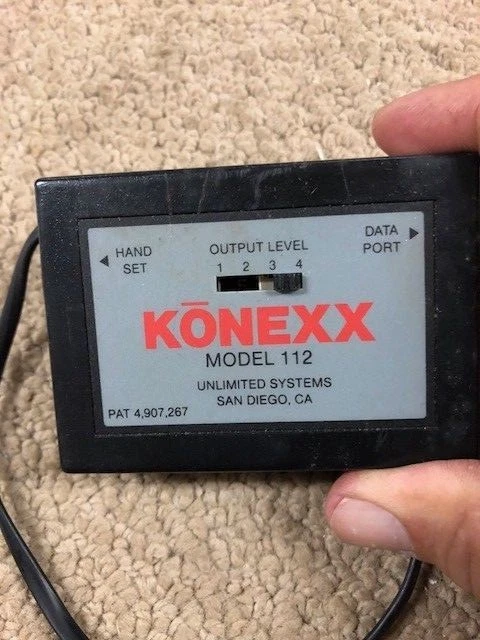 ◄ HAND SET
OUTPUT LEVEL
1 2 3 4
DATA PORT ►
KŌNEXX
MODEL 112
UNLIMITED SYSTEMS
SAN DIEGO, CA
PAT 4,907,267